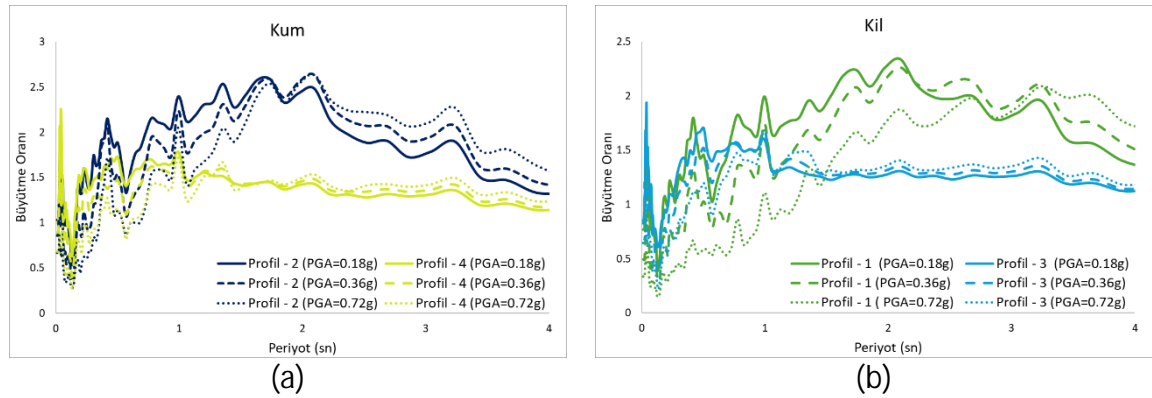 Kum
Büyütme Oranı
3
2.5
2
1.5
1
0.5
0
0 1 2 3 4
Periyot (sn)
Profil - 2 (PGA=0.18g) Profil - 4 (PGA=0.18g)
Profil - 2 (PGA=0.36g) Profil - 4 (PGA=0.36g)
Profil - 2 (PGA=0.72g) Profil - 4 (PGA=0.72g)
(a)
Kil
Büyütme Oranı
2.5
2
1.5
1
0.5
0
0 1 2 3 4
Periyot (sn)
Profil - 1 (PGA=0.18g) Profil - 3 (PGA=0.18g)
Profil - 1 (PGA=0.36g) Profil - 3 (PGA=0.36g)
Profil - 1 ( PGA=0.72g) Profil - 3 (PGA=0.72g)
(b)